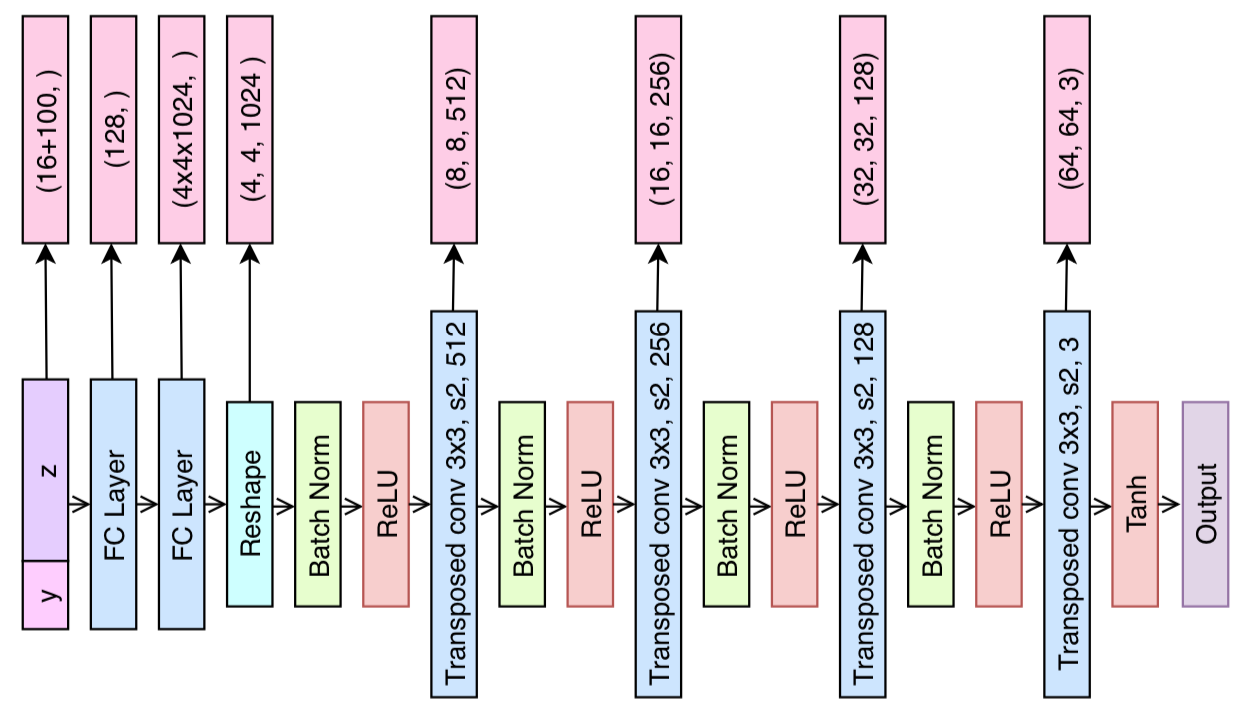 (16+100, )
(128, )
(4x4x1024, )
(4, 4, 1024 )
(8, 8, 512)
(16, 16, 256)
(32, 32, 128)
(64, 64, 3)
y
z
FC Layer
FC Layer
Reshape
Batch Norm
ReLU
Transposed conv 3x3, s2, 512
Batch Norm
ReLU
Transposed conv 3x3, s2, 256
Batch Norm
ReLU
Transposed conv 3x3, s2, 128
Batch Norm
ReLU
Transposed conv 3x3, s2, 3
Tanh
Output